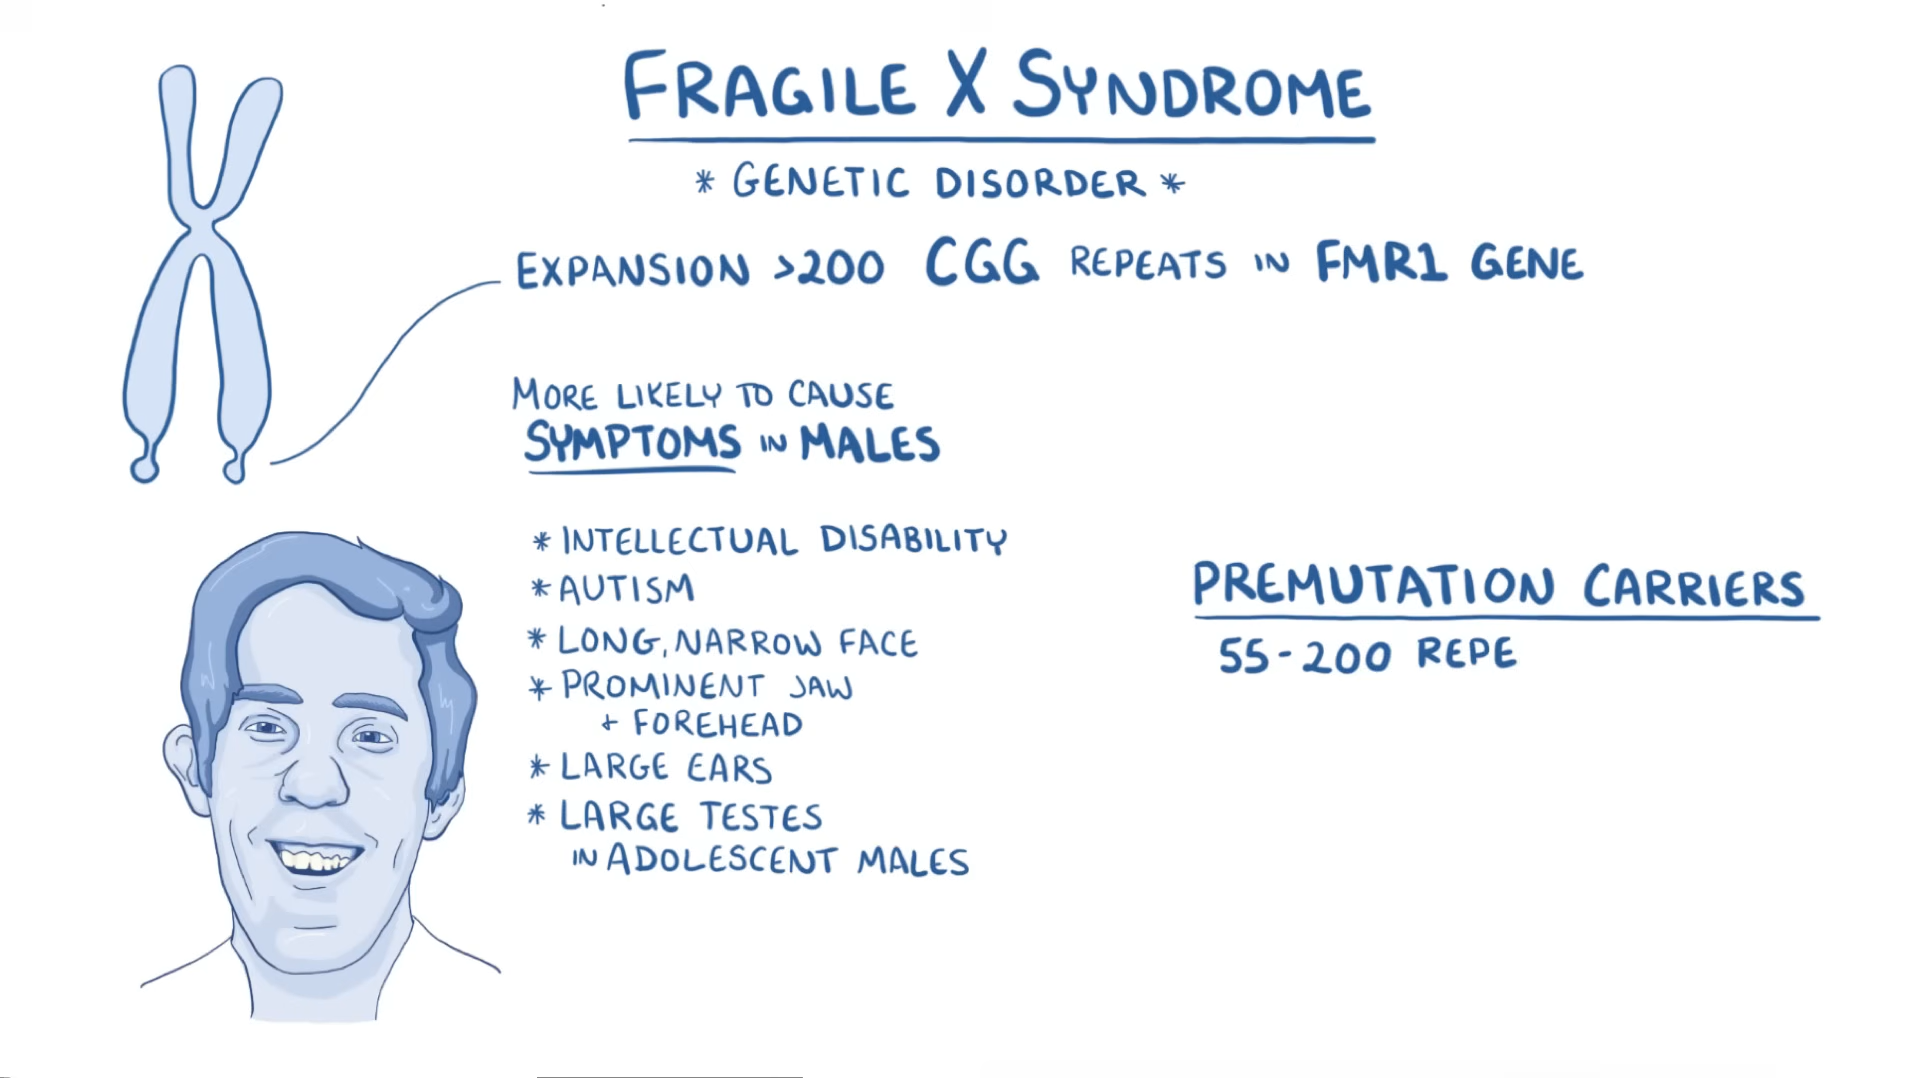 FRAGILE X SYNDROME
* GENETIC DISORDER *
EXPANSION >200 CGG REPEATS IN FMR1 GENE
MORE LIKELY TO CAUSE
SYMPTOMS IN MALES
* INTELLECTUAL DISABILITY
* AUTISM
* LONG, NARROW FACE
* PROMINENT JAW
+ FOREHEAD
* LARGE EARS
* LARGE TESTES
IN ADOLESCENT MALES
PREMUTATION CARRIERS
55-200 REPE